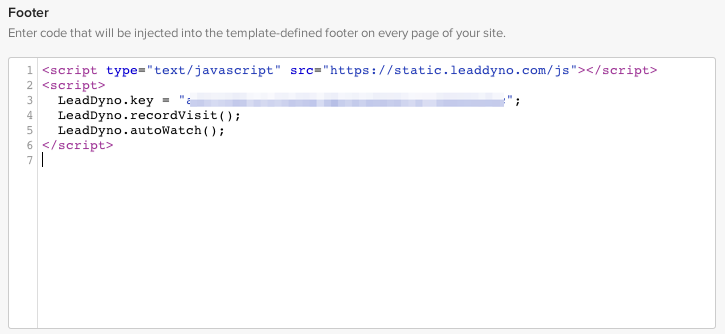 Footer
Enter code that will be injected into the template-defined footer on every page of your site.
1 <script type="text/javascript" src="https://static.leaddyno.com/js"></script>
2 <script>
3 LeadDyno.key = " ";
4 LeadDyno.recordVisit();
5 LeadDyno.autoWatch();
6 </script>
7